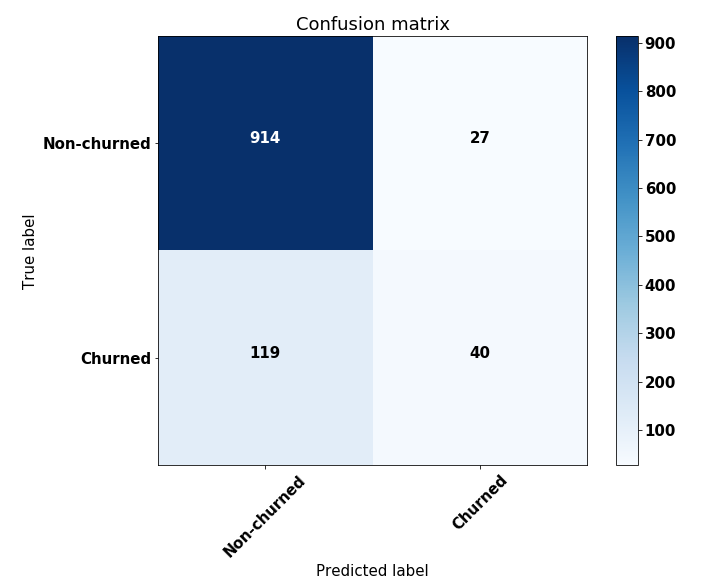 Confusion matrix
True label
Non-churned
Churned
914
27
119
40
Non-churned
Churned
Predicted label
900
800
700
600
500
400
300
200
100